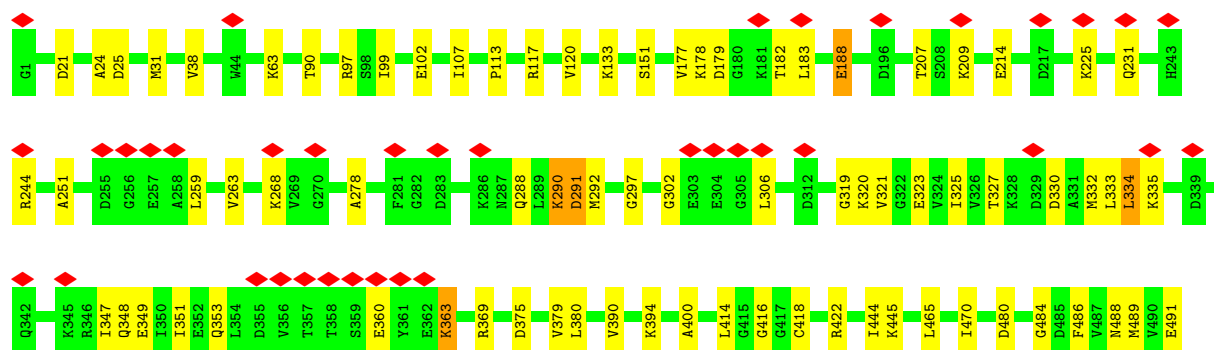 G1 D21 A24 D25 M31 V38 W44 K63 T90 R97 S98 I99 E102 I107 P113 R117 V120 K133 S151 V177 K178 D179 G180 K181 T182 L183 E188 D196 T207 S208 K209 E214 D217 K225 Q231 H243
R244 A251 D255 G256 E257 A258 L259 V263 K268 V269 G270 A278 F281 G282 D283 K286 N287 Q288 L289 K290 D291 M292 G297 G302 E303 E304 G305 L306 D312 G319 K320 V321 G322 E323 V324 I325 V326 T327 K328 D329 D330 A331 M332 L333 L334 K335 D339
Q342 K345 R346 I347 Q348 E349 I350 I351 E352 Q353 L354 D355 V356 T357 T358 S359 E360 Y361 E362 K363 R369 D375 V379 L380 V390 K394 A400 L414 G415 G416 G417 C418 R422 I444 K445 L465 I470 D480 G484 D485 F486 V487 N488 M489 V490 E491